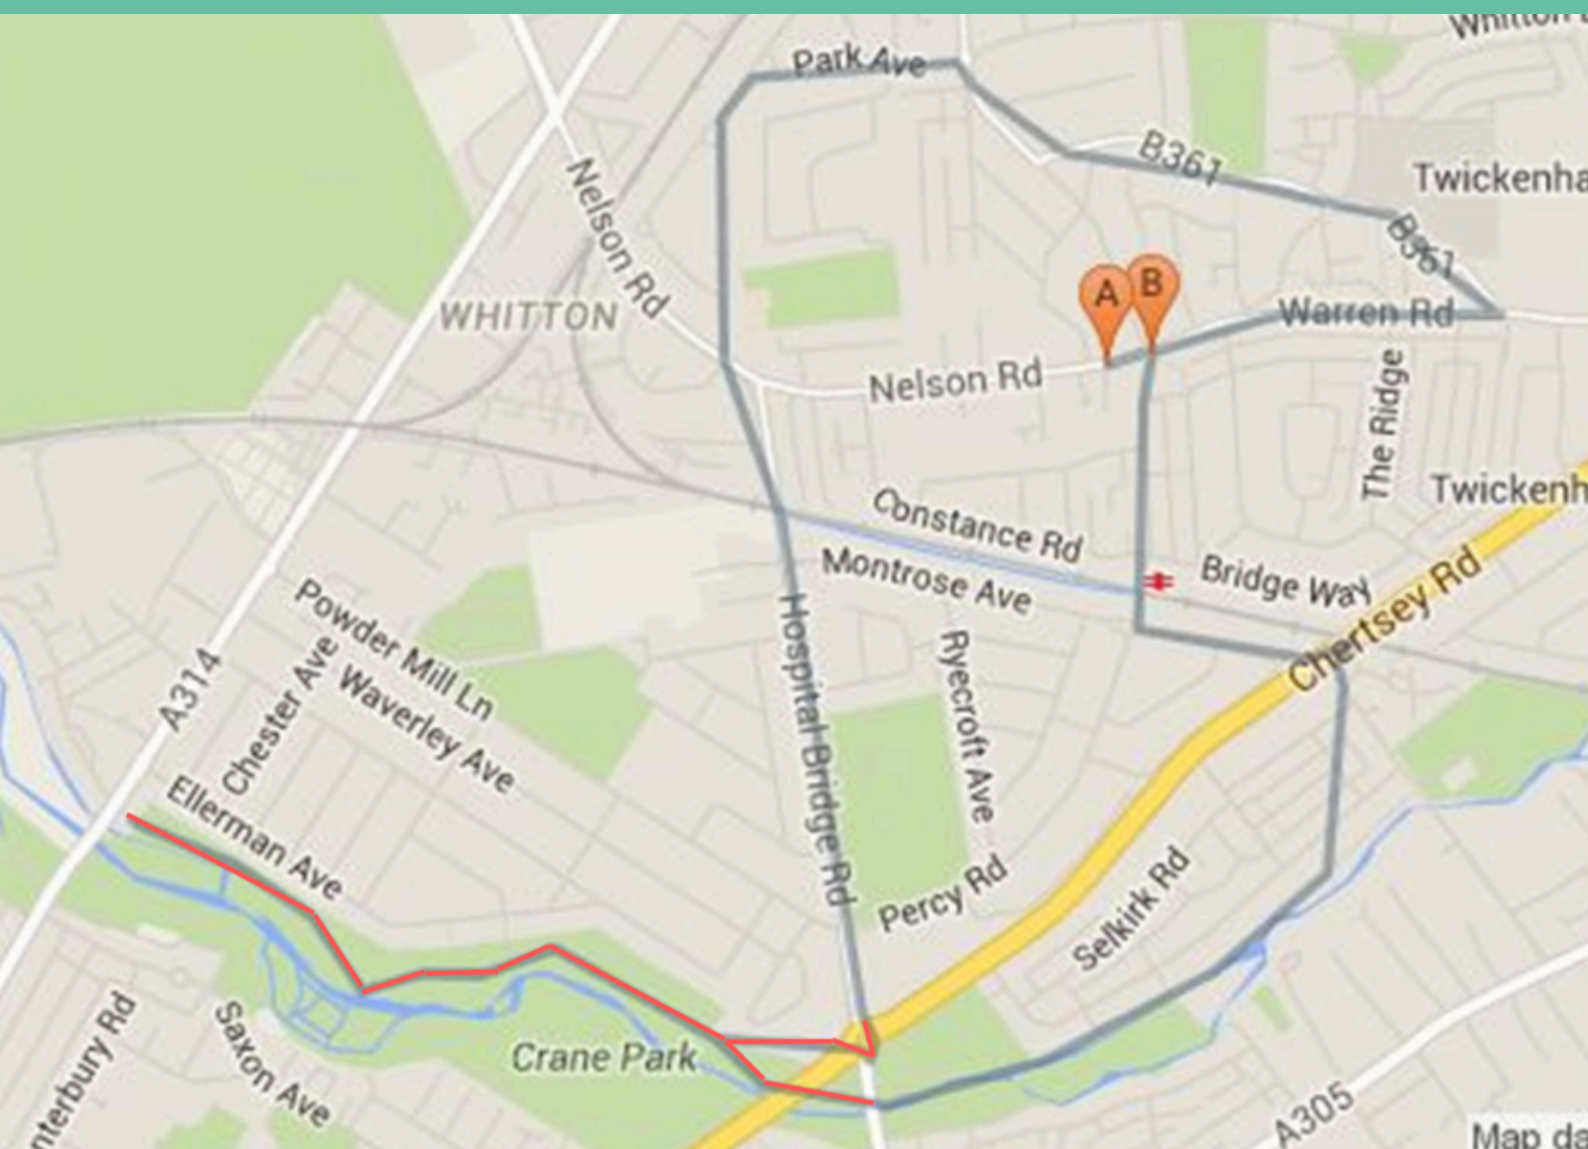 Whitton
Park Ave
B361
Twickenha
Nelson Rd
B361
A
B
WHITTON
Warren Rd
Nelson Rd
The Ridge
Twickenh
Constance Rd
Montrose Ave
Bridge Way
Chertsey Rd
Powder Mill Ln
Hospital Bridge Rd
Ryecroft Ave
A314
Chester Ave
Waverley Ave
Ellerman Ave
Percy Rd
Selkirk Rd
nterbury Rd
Saxon Ave
Crane Park
A305
Map da